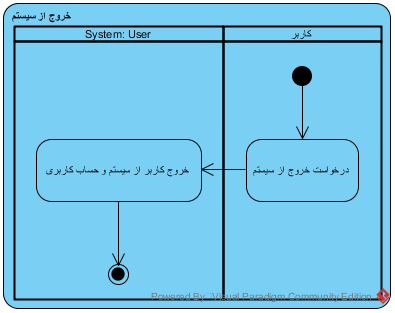 خروج از سیستم
کاربر
System: User
درخواست خروج از سیستم
خروج کاربر از سیستم و حساب کاربری
Powered By Visual Paradigm Community Edition